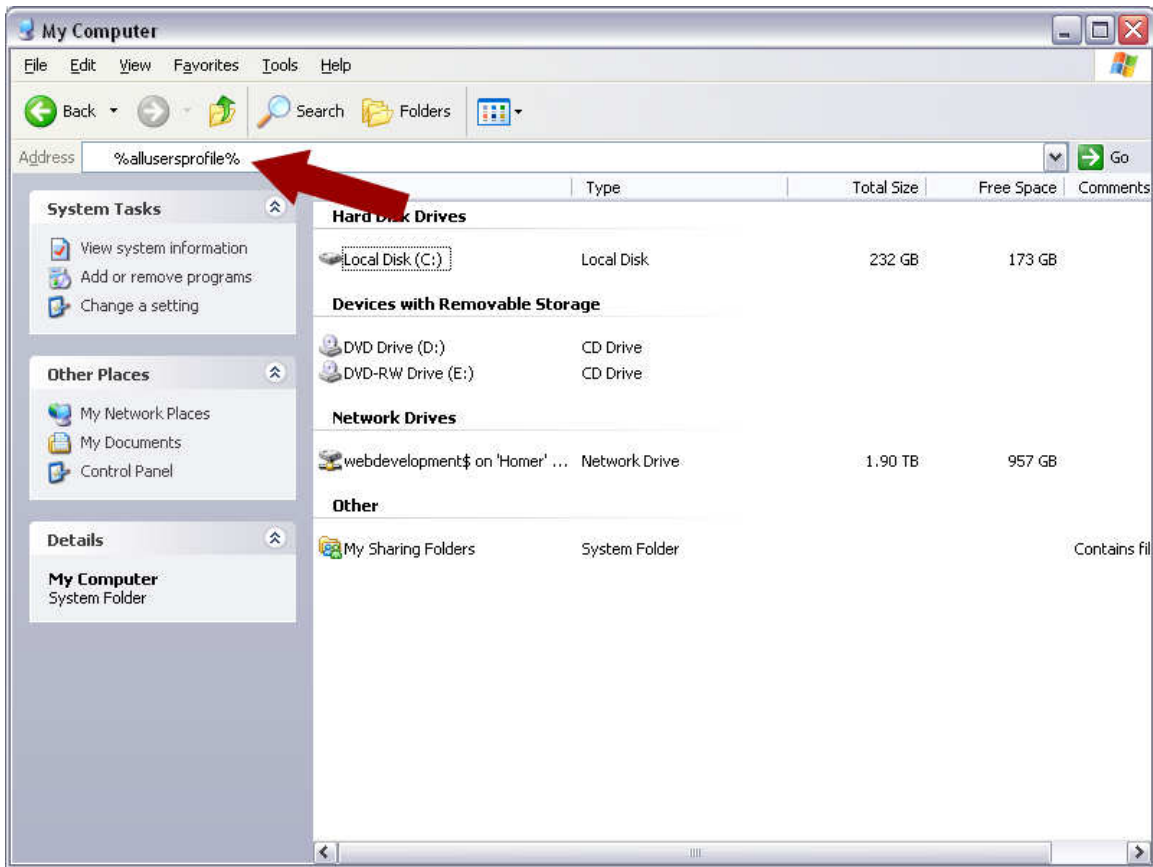 My Computer
File Edit View Favorites Tools Help
Back Search Folders
Address %allusersprofile% Go
Type Total Size Free Space Comments
System Tasks
View system information
Add or remove programs
Change a setting
Other Places
My Network Places
My Documents
Control Panel
Details
My Computer
System Folder
Hard Disk Drives
Local Disk (C:) Local Disk 232 GB 173 GB
Devices with Removable Storage
DVD Drive (D:) CD Drive
DVD-RW Drive (E:) CD Drive
Network Drives
webdevelopment$ on 'Homer' ... Network Drive 1.90 TB 957 GB
Other
My Sharing Folders System Folder Contains fil